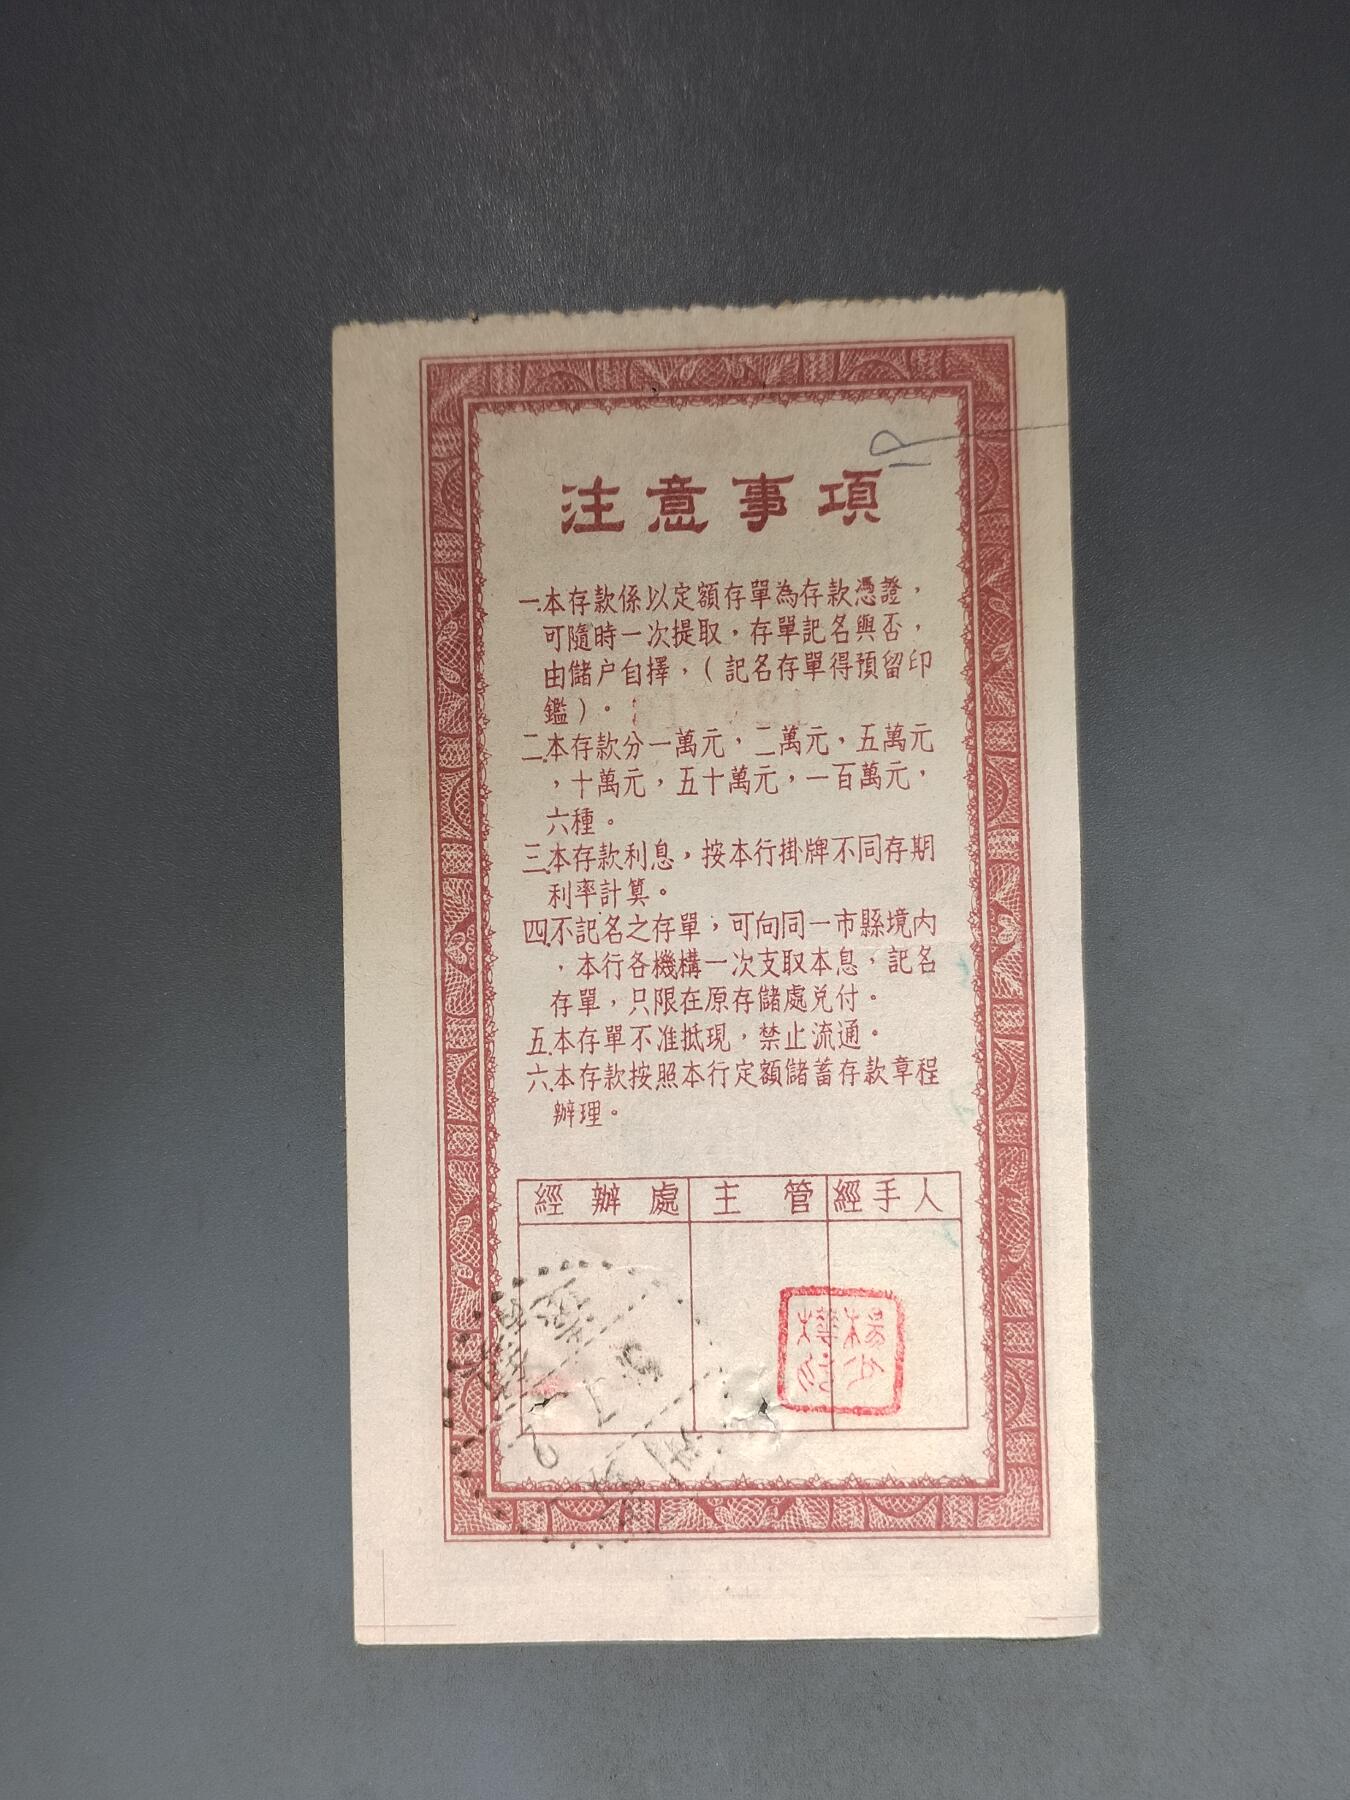 注意事項
一.本存款係以定額存單為存款憑證，
可隨時一次提取，存單記名與否，
由儲户自擇，（記名存單得預留印
鑑）。
二.本存款分一萬元，二萬元，五萬元
，十萬元，五十萬元，一百萬元，
六種。
三.本存款利息，按本行掛牌不同存期
利率計算。
四.不記名之存單，可向同一市縣境內
，本行各機構一次支取本息，記名
存單，只限在原存儲處兑付。
五.本存單不准抵現，禁止流通。
六.本存款按照本行定額儲蓄存款章程
辦理。
經辦處 主管 經手人